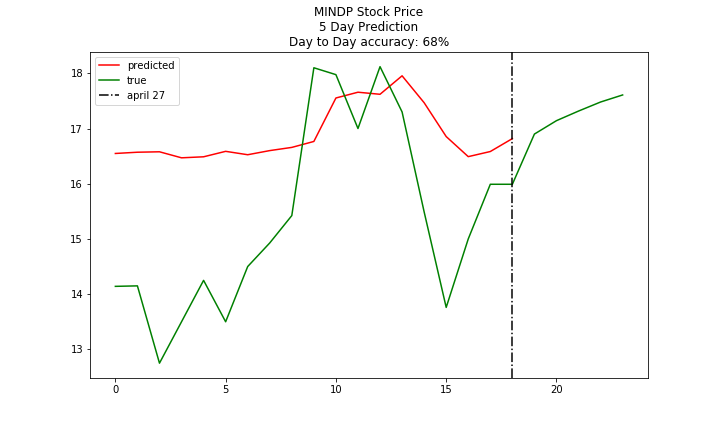 MINDP Stock Price
5 Day Prediction
Day to Day accuracy: 68%
predicted
true
april 27
18
17
16
15
14
13
0
5
10
15
20